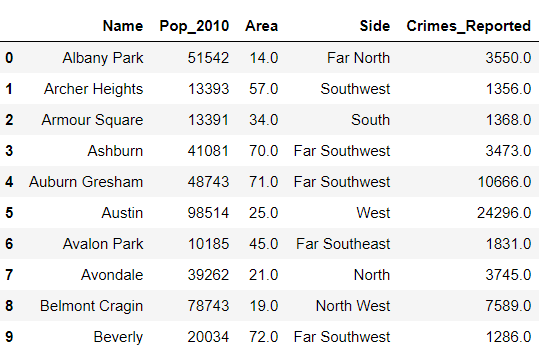 Name Pop_2010 Area Side Crimes_Reported
0 Albany Park 51542 14.0 Far North 3550.0
1 Archer Heights 13393 57.0 Southwest 1356.0
2 Armour Square 13391 34.0 South 1368.0
3 Ashburn 41081 70.0 Far Southwest 3473.0
4 Auburn Gresham 48743 71.0 Far Southwest 10666.0
5 Austin 98514 25.0 West 24296.0
6 Avalon Park 10185 45.0 Far Southeast 1831.0
7 Avondale 39262 21.0 North 3745.0
8 Belmont Cragin 78743 19.0 North West 7589.0
9 Beverly 20034 72.0 Far Southwest 1286.0